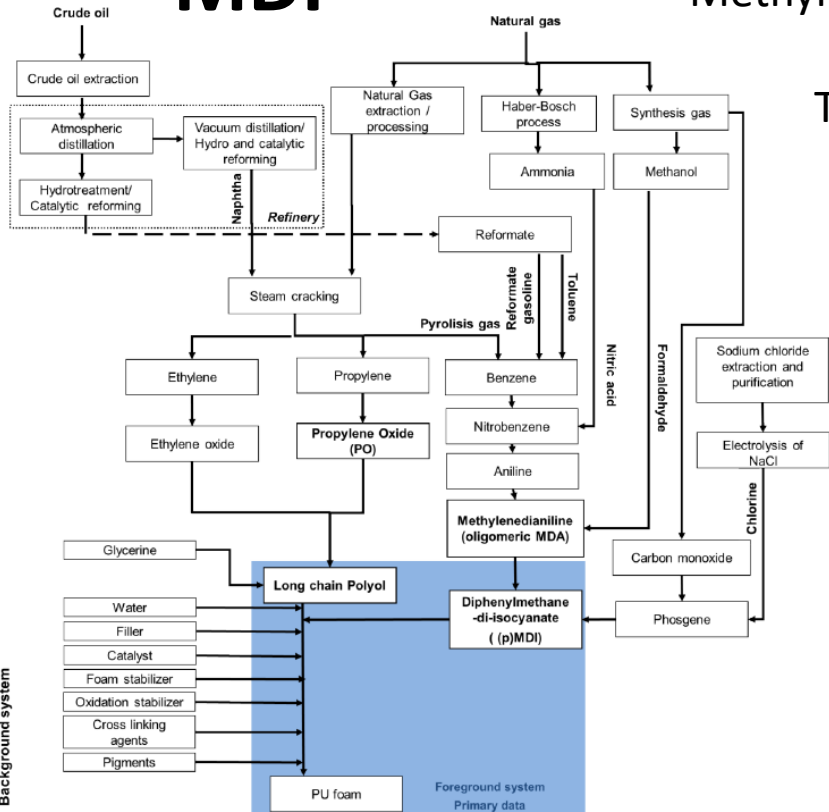 MDI
Methyl
T
Crude oil
Natural gas
Crude oil extraction
Natural Gas
extraction /
processing
Haber-Bosch
process
Synthesis gas
Atmospheric
distillation
Vacuum distillation/
Hydro and catalytic
reforming
Ammonia
Methanol
Hydrotreatment/
Catalytic reforming
Naphtha
Refinery
Reformate
Steam cracking
Reformate
gasoline
Toluene
Pyrolisis gas
Nitric acid
Formaldehyde
Sodium chloride
extraction and
purification
Ethylene
Propylene
Benzene
Ethylene oxide
Propylene Oxide
(PO)
Nitrobenzene
Electrolysis of
NaCl
Aniline
Chlorine
Methylenedianiline
(oligomeric MDA)
Glycerine
Carbon monoxide
Long chain Polyol
Diphenylmethane
-di-isocyanate
( (p)MDI)
Phosgene
Water
Filler
Catalyst
Foam stabilizer
Oxidation stabilizer
Cross linking
agents
Pigments
Background system
PU foam
Foreground system
Primary data